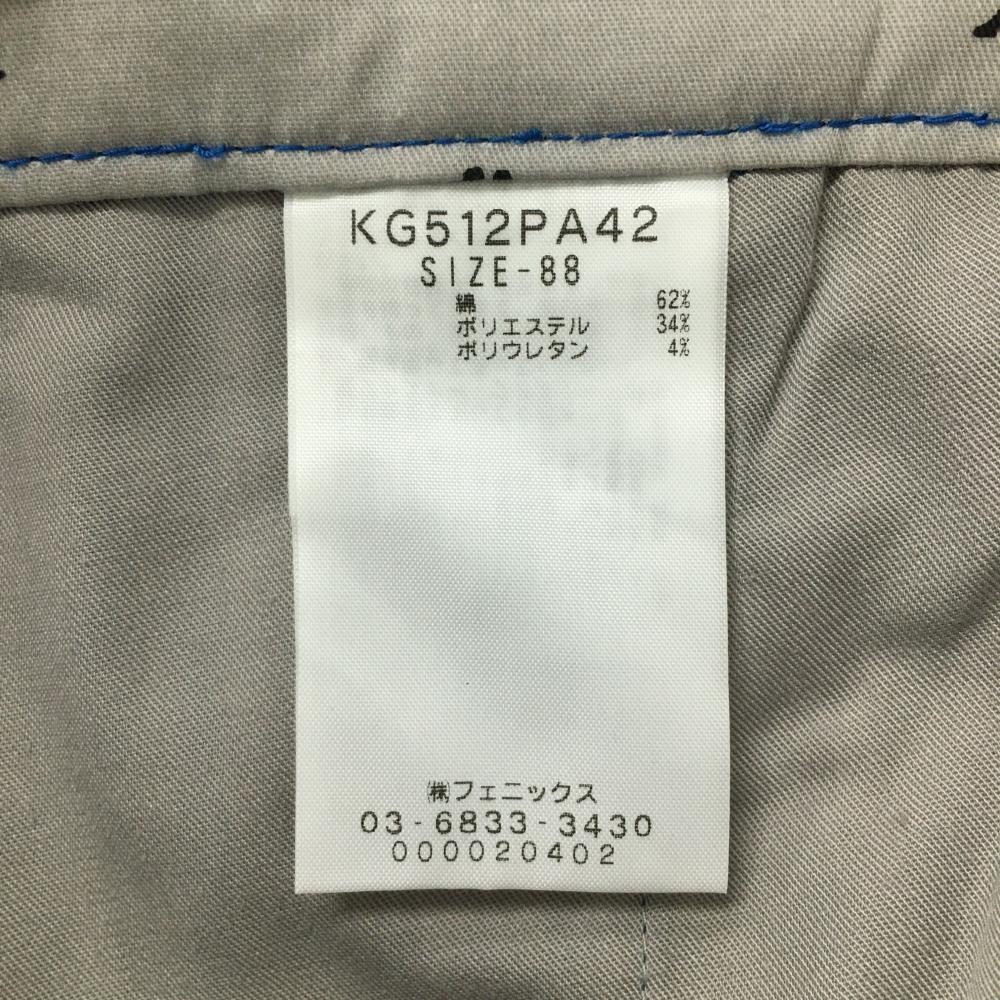 KG512PA42
SIZE-88
綿 62%
ポリエステル 34%
ポリウレタン 4%
㈱フェニックス
03-6833-3430
000020402